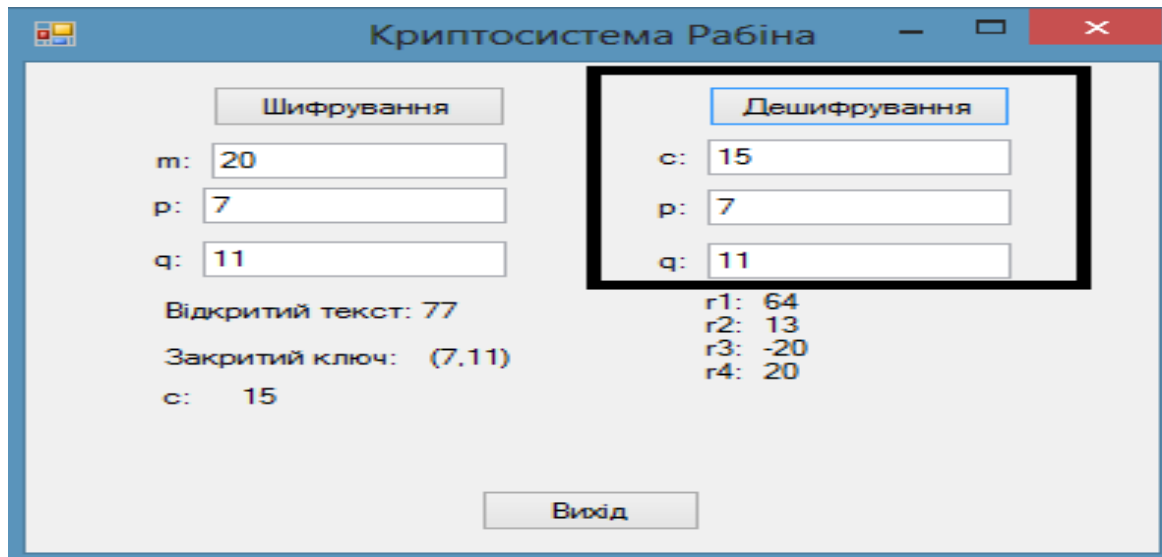 Криптосистема Рабіна
Шифрування
m: 20
p: 7
q: 11
Відкритий текст: 77
Закритий ключ: (7,11)
c: 15
Дешифрування
c: 15
p: 7
q: 11
r1: 64
r2: 13
r3: -20
r4: 20
Вихід